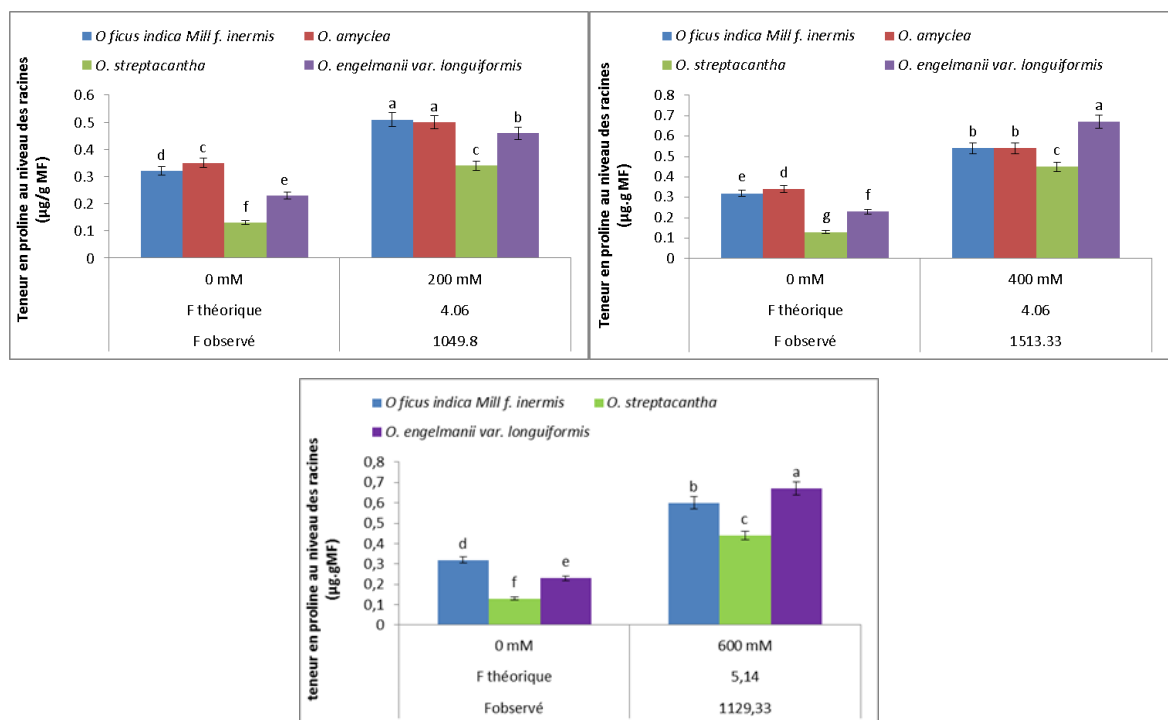 O ficus indica Mill f. inermis
O. amyclea
O. streptacantha
O. engelmanii var. longuiformis
Teneur en proline au niveau des racines
(µg/g MF)
0.6
0.5
0.4
0.3
0.2
0.1
0
d
c
f
e
a
a
c
b
0 mM
200 mM
F théorique
4.06
F observé
1049.8
O ficus indica Mill f. inermis
O. amyclea
O. streptacantha
O. engelmanii var. longuiformis
Teneur en proline au niveau des racines
(µg.g MF)
0.8
0.7
0.6
0.5
0.4
0.3
0.2
0.1
0
e
d
g
f
b
b
c
a
0 mM
400 mM
F théorique
4.06
F observé
1513.33
O ficus indica Mill f. inermis
O. streptacantha
O. engelmanii var. longuiformis
teneur en proline au niveau des racines
(µg.gMF)
0,8
0,7
0,6
0,5
0,4
0,3
0,2
0,1
0
d
f
e
b
c
a
0 mM
600 mM
F théorique
5,14
Fobservé
1129,33